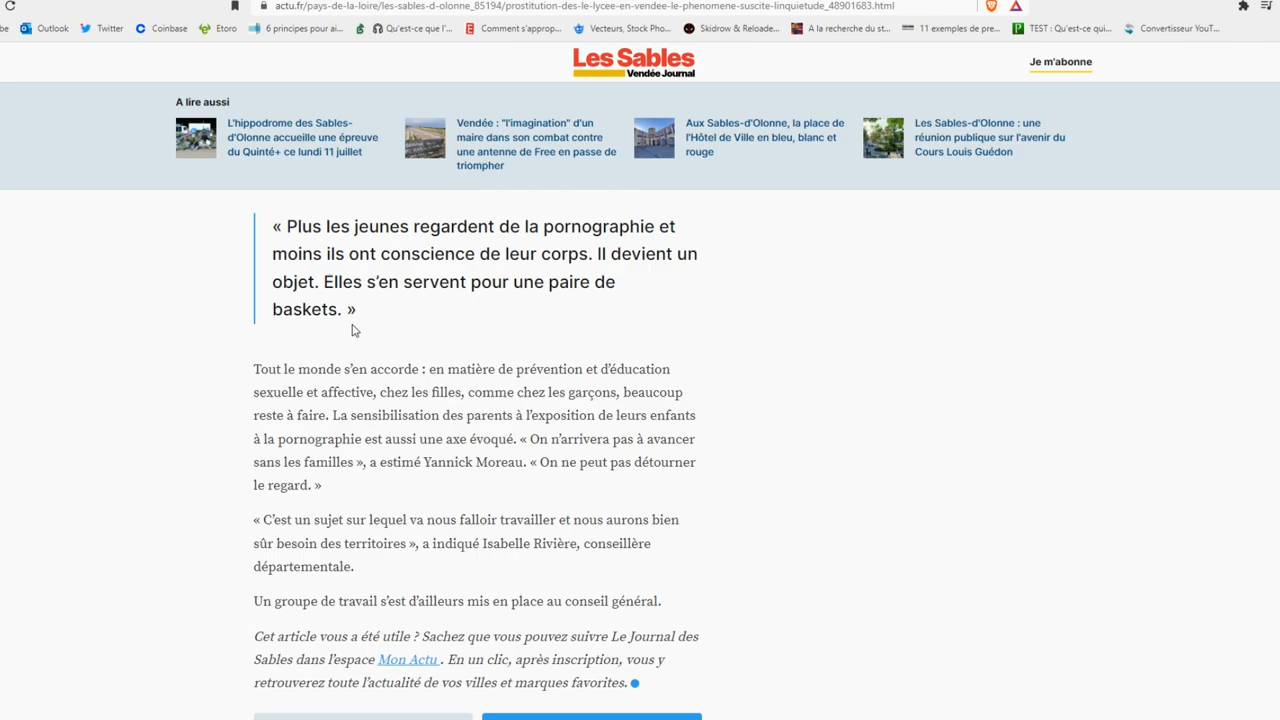 actu.fr/pays-de-la-loire/les-sables-d-olonne_85194/prostitution-des-le-lycee-en-vendee-le-phenomene-suscite-linquietude_48901683.html
be Outlook Twitter Coinbase Etoro 6 principes pour ai... Qu'est-ce que l'... Comment s'approp... Vecteurs, Stock Pho... Skidrow & Reloade... A la recherche du st... 11 exemples de pre... TEST : Qu'est-ce qui... Convertisseur YouT...
Les Sables
Vendée Journal
Je m'abonne
A lire aussi
L'hippodrome des Sables-
d'Olonne accueille une épreuve
du Quinté+ ce lundi 11 juillet
Vendée : "l'imagination" d'un
maire dans son combat contre
une antenne de Free en passe de
triompher
Aux Sables-d'Olonne, la place de
l'Hôtel de Ville en bleu, blanc et
rouge
Les Sables-d'Olonne : une
réunion publique sur l'avenir du
Cours Louis Guédon
« Plus les jeunes regardent de la pornographie et
moins ils ont conscience de leur corps. Il devient un
objet. Elles s'en servent pour une paire de
baskets. »
Tout le monde s'en accorde : en matière de prévention et d'éducation
sexuelle et affective, chez les filles, comme chez les garçons, beaucoup
reste à faire. La sensibilisation des parents à l'exposition de leurs enfants
à la pornographie est aussi une axe évoqué. « On n'arrivera pas à avancer
sans les familles », a estimé Yannick Moreau. « On ne peut pas détourner
le regard. »
« C'est un sujet sur lequel va nous falloir travailler et nous aurons bien
sûr besoin des territoires », a indiqué Isabelle Rivière, conseillère
départementale.
Un groupe de travail s'est d'ailleurs mis en place au conseil général.
Cet article vous a été utile ? Sachez que vous pouvez suivre Le Journal des
Sables dans l'espace Mon Actu . En un clic, après inscription, vous y
retrouverez toute l'actualité de vos villes et marques favorites.